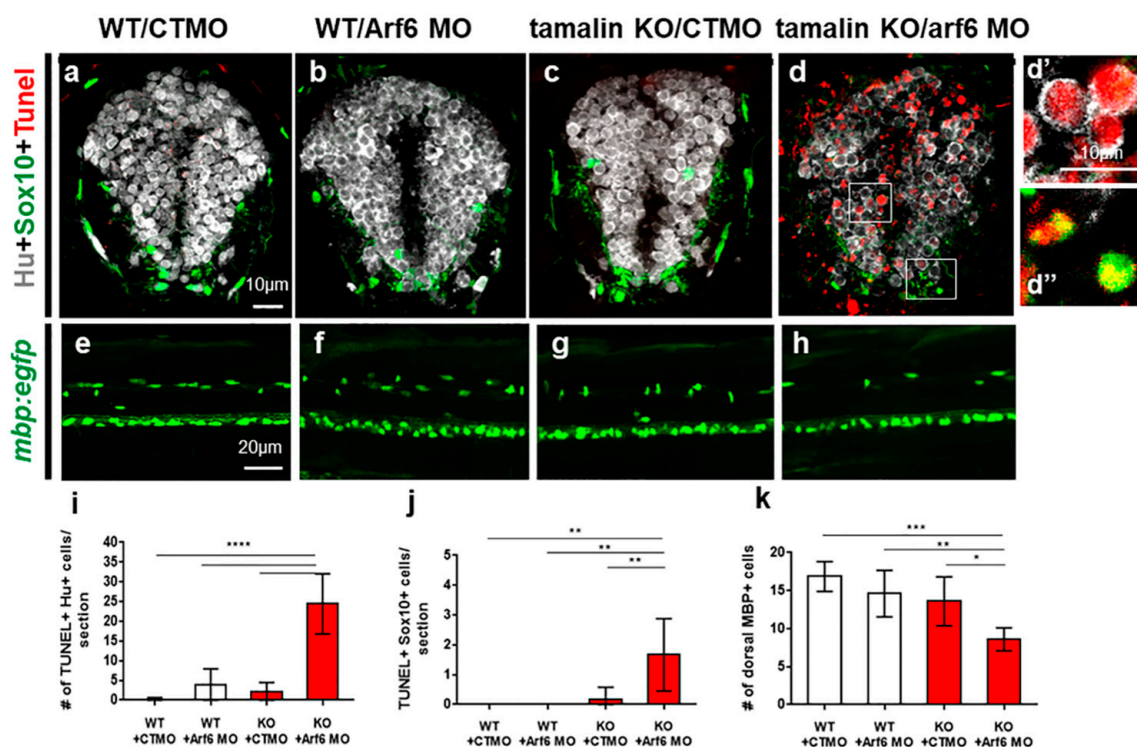 WT/CTMO WT/Arf6 MO tamalin KO/CTMO tamalin KO/arf6 MO
Hu+Sox10+Tunel
a b c d d'
10µm
d''
10µm
mbp:egfp
e f g h
20µm
i j k
# of TUNEL+ Hu+ cells/
section
40
35
30
25
20
15
10
5
0
****
WT
+CTMO
WT
+Arf6 MO
KO
+CTMO
KO
+Arf6 MO
TUNEL+ Sox10+ cells/
section
5
4
3
2
1
0
**
**
**
WT
+CTMO
WT
+Arf6 MO
KO
+CTMO
KO
+Arf6 MO
# of dorsal MBP+ cells
20
15
10
5
0
***
**
*
WT
+CTMO
WT
+Arf6 MO
KO
+CTMO
KO
+Arf6 MO